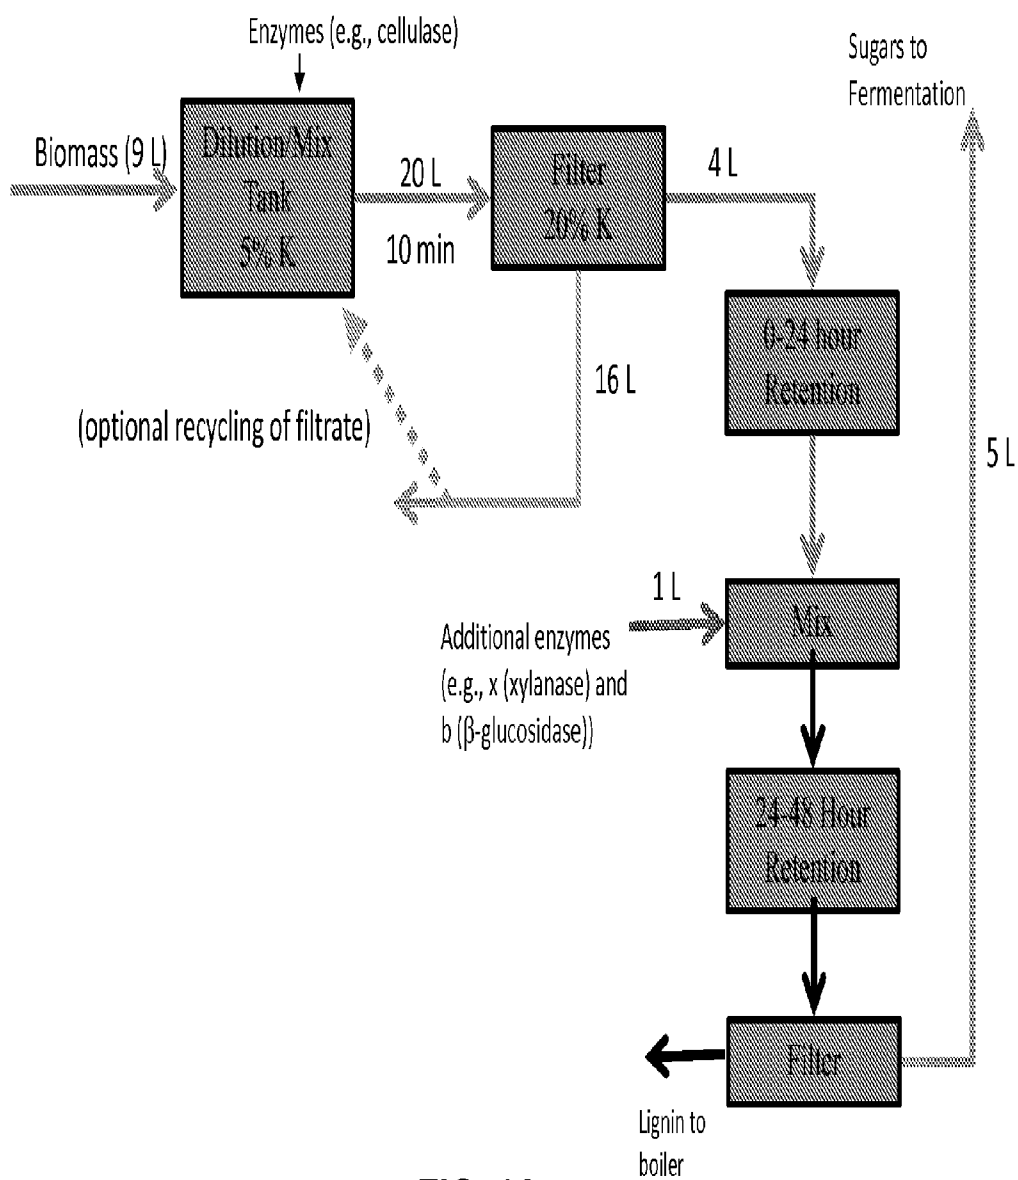 Enzymes (e.g., cellulase)
Sugars to
Fermentation
Biomass (9 L)
Dilution/Mix
Tank
5% K
20 L
10 min
Filter
20% K
4 L
0-24 hour
Retention
16 L
(optional recycling of filtrate)
5 L
1 L
Mix
Additional enzymes
(e.g., x (xylanase) and
b (β-glucosidase))
24-48 Hour
Retention
Filter
Lignin to
boiler